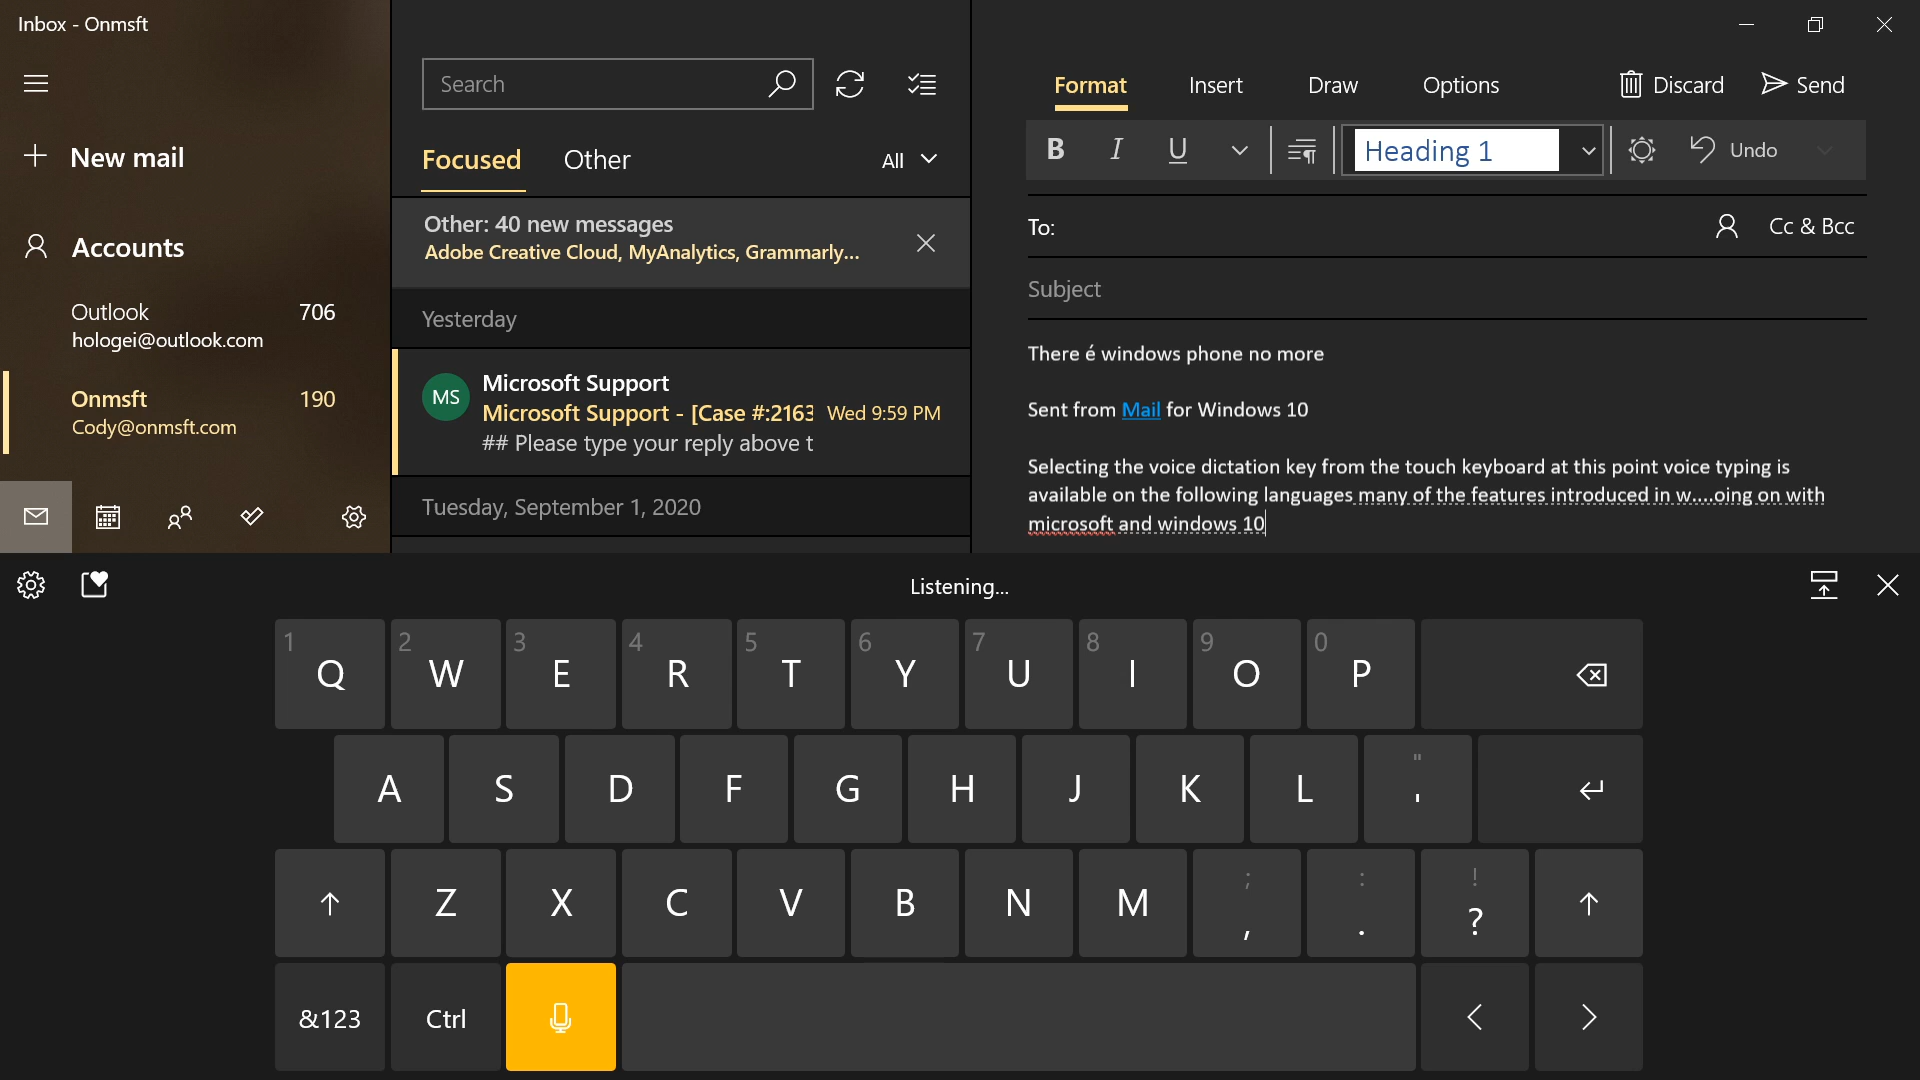 Inbox - Onmsft
New mail
Accounts
Outlook 706
hologei@outlook.com
Onmsft 190
Cody@onmsft.com
Search
Focused Other All
Other: 40 new messages
Adobe Creative Cloud, MyAnalytics, Grammarly...
Yesterday
MS
Microsoft Support
Microsoft Support - [Case #:2163 Wed 9:59 PM
## Please type your reply above t
Tuesday, September 1, 2020
Format Insert Draw Options Discard Send
B I U Heading 1 Undo
To: Cc & Bcc
Subject
There é windows phone no more
Sent from Mail for Windows 10
Selecting the voice dictation key from the touch keyboard at this point voice typing is
available on the following languages many of the features introduced in w....oing on with
microsoft and windows 10
Listening...
1 2 3 4 5 6 7 8 9 0
Q W E R T Y U I O P
"
A S D F G H J K L '
; : !
Z X C V B N M , . ?
&123 Ctrl